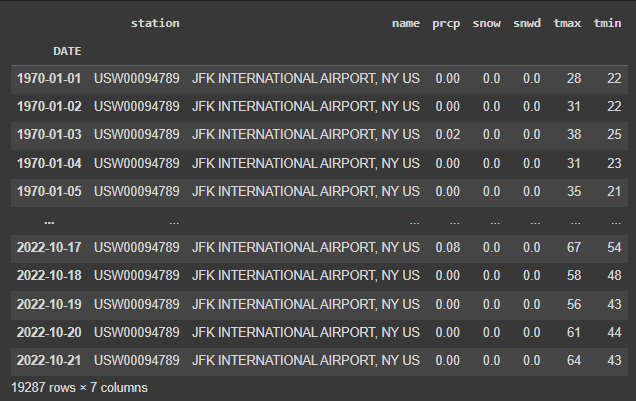 station name prcp snow snwd tmax tmin
DATE
1970-01-01 USW00094789 JFK INTERNATIONAL AIRPORT, NY US 0.00 0.0 0.0 28 22
1970-01-02 USW00094789 JFK INTERNATIONAL AIRPORT, NY US 0.00 0.0 0.0 31 22
1970-01-03 USW00094789 JFK INTERNATIONAL AIRPORT, NY US 0.02 0.0 0.0 38 25
1970-01-04 USW00094789 JFK INTERNATIONAL AIRPORT, NY US 0.00 0.0 0.0 31 23
1970-01-05 USW00094789 JFK INTERNATIONAL AIRPORT, NY US 0.00 0.0 0.0 35 21
... ... ... ... ... ... ... ...
2022-10-17 USW00094789 JFK INTERNATIONAL AIRPORT, NY US 0.08 0.0 0.0 67 54
2022-10-18 USW00094789 JFK INTERNATIONAL AIRPORT, NY US 0.00 0.0 0.0 58 48
2022-10-19 USW00094789 JFK INTERNATIONAL AIRPORT, NY US 0.00 0.0 0.0 56 43
2022-10-20 USW00094789 JFK INTERNATIONAL AIRPORT, NY US 0.00 0.0 0.0 61 44
2022-10-21 USW00094789 JFK INTERNATIONAL AIRPORT, NY US 0.00 0.0 0.0 64 43
19287 rows × 7 columns